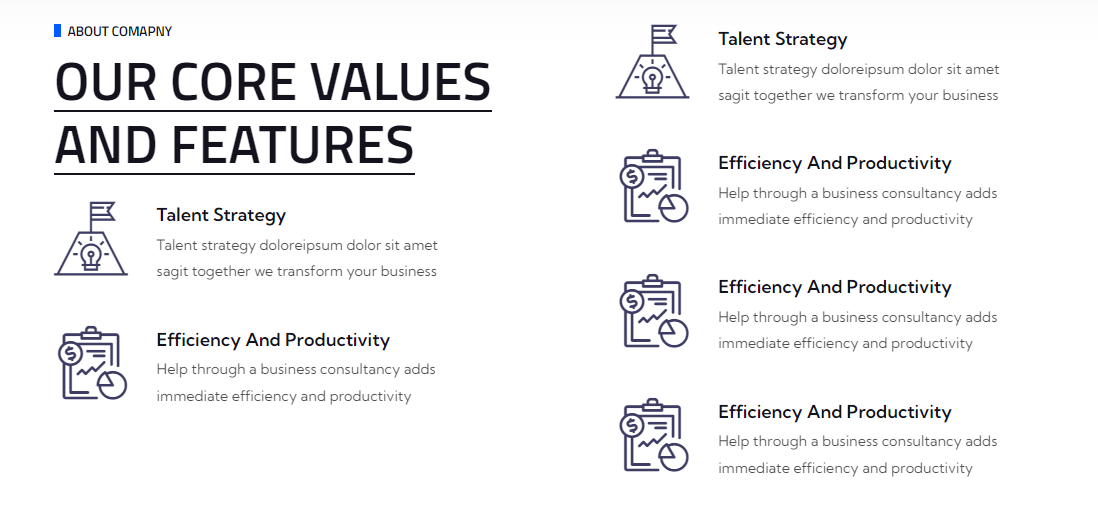 ABOUT COMAPNY
OUR CORE VALUES
AND FEATURES
Talent Strategy
Talent strategy doloreipsum dolor sit amet
sagit together we transform your business
Efficiency And Productivity
Help through a business consultancy adds
immediate efficiency and productivity
Talent Strategy
Talent strategy doloreipsum dolor sit amet
sagit together we transform your business
Efficiency And Productivity
Help through a business consultancy adds
immediate efficiency and productivity
Efficiency And Productivity
Help through a business consultancy adds
immediate efficiency and productivity
Efficiency And Productivity
Help through a business consultancy adds
immediate efficiency and productivity